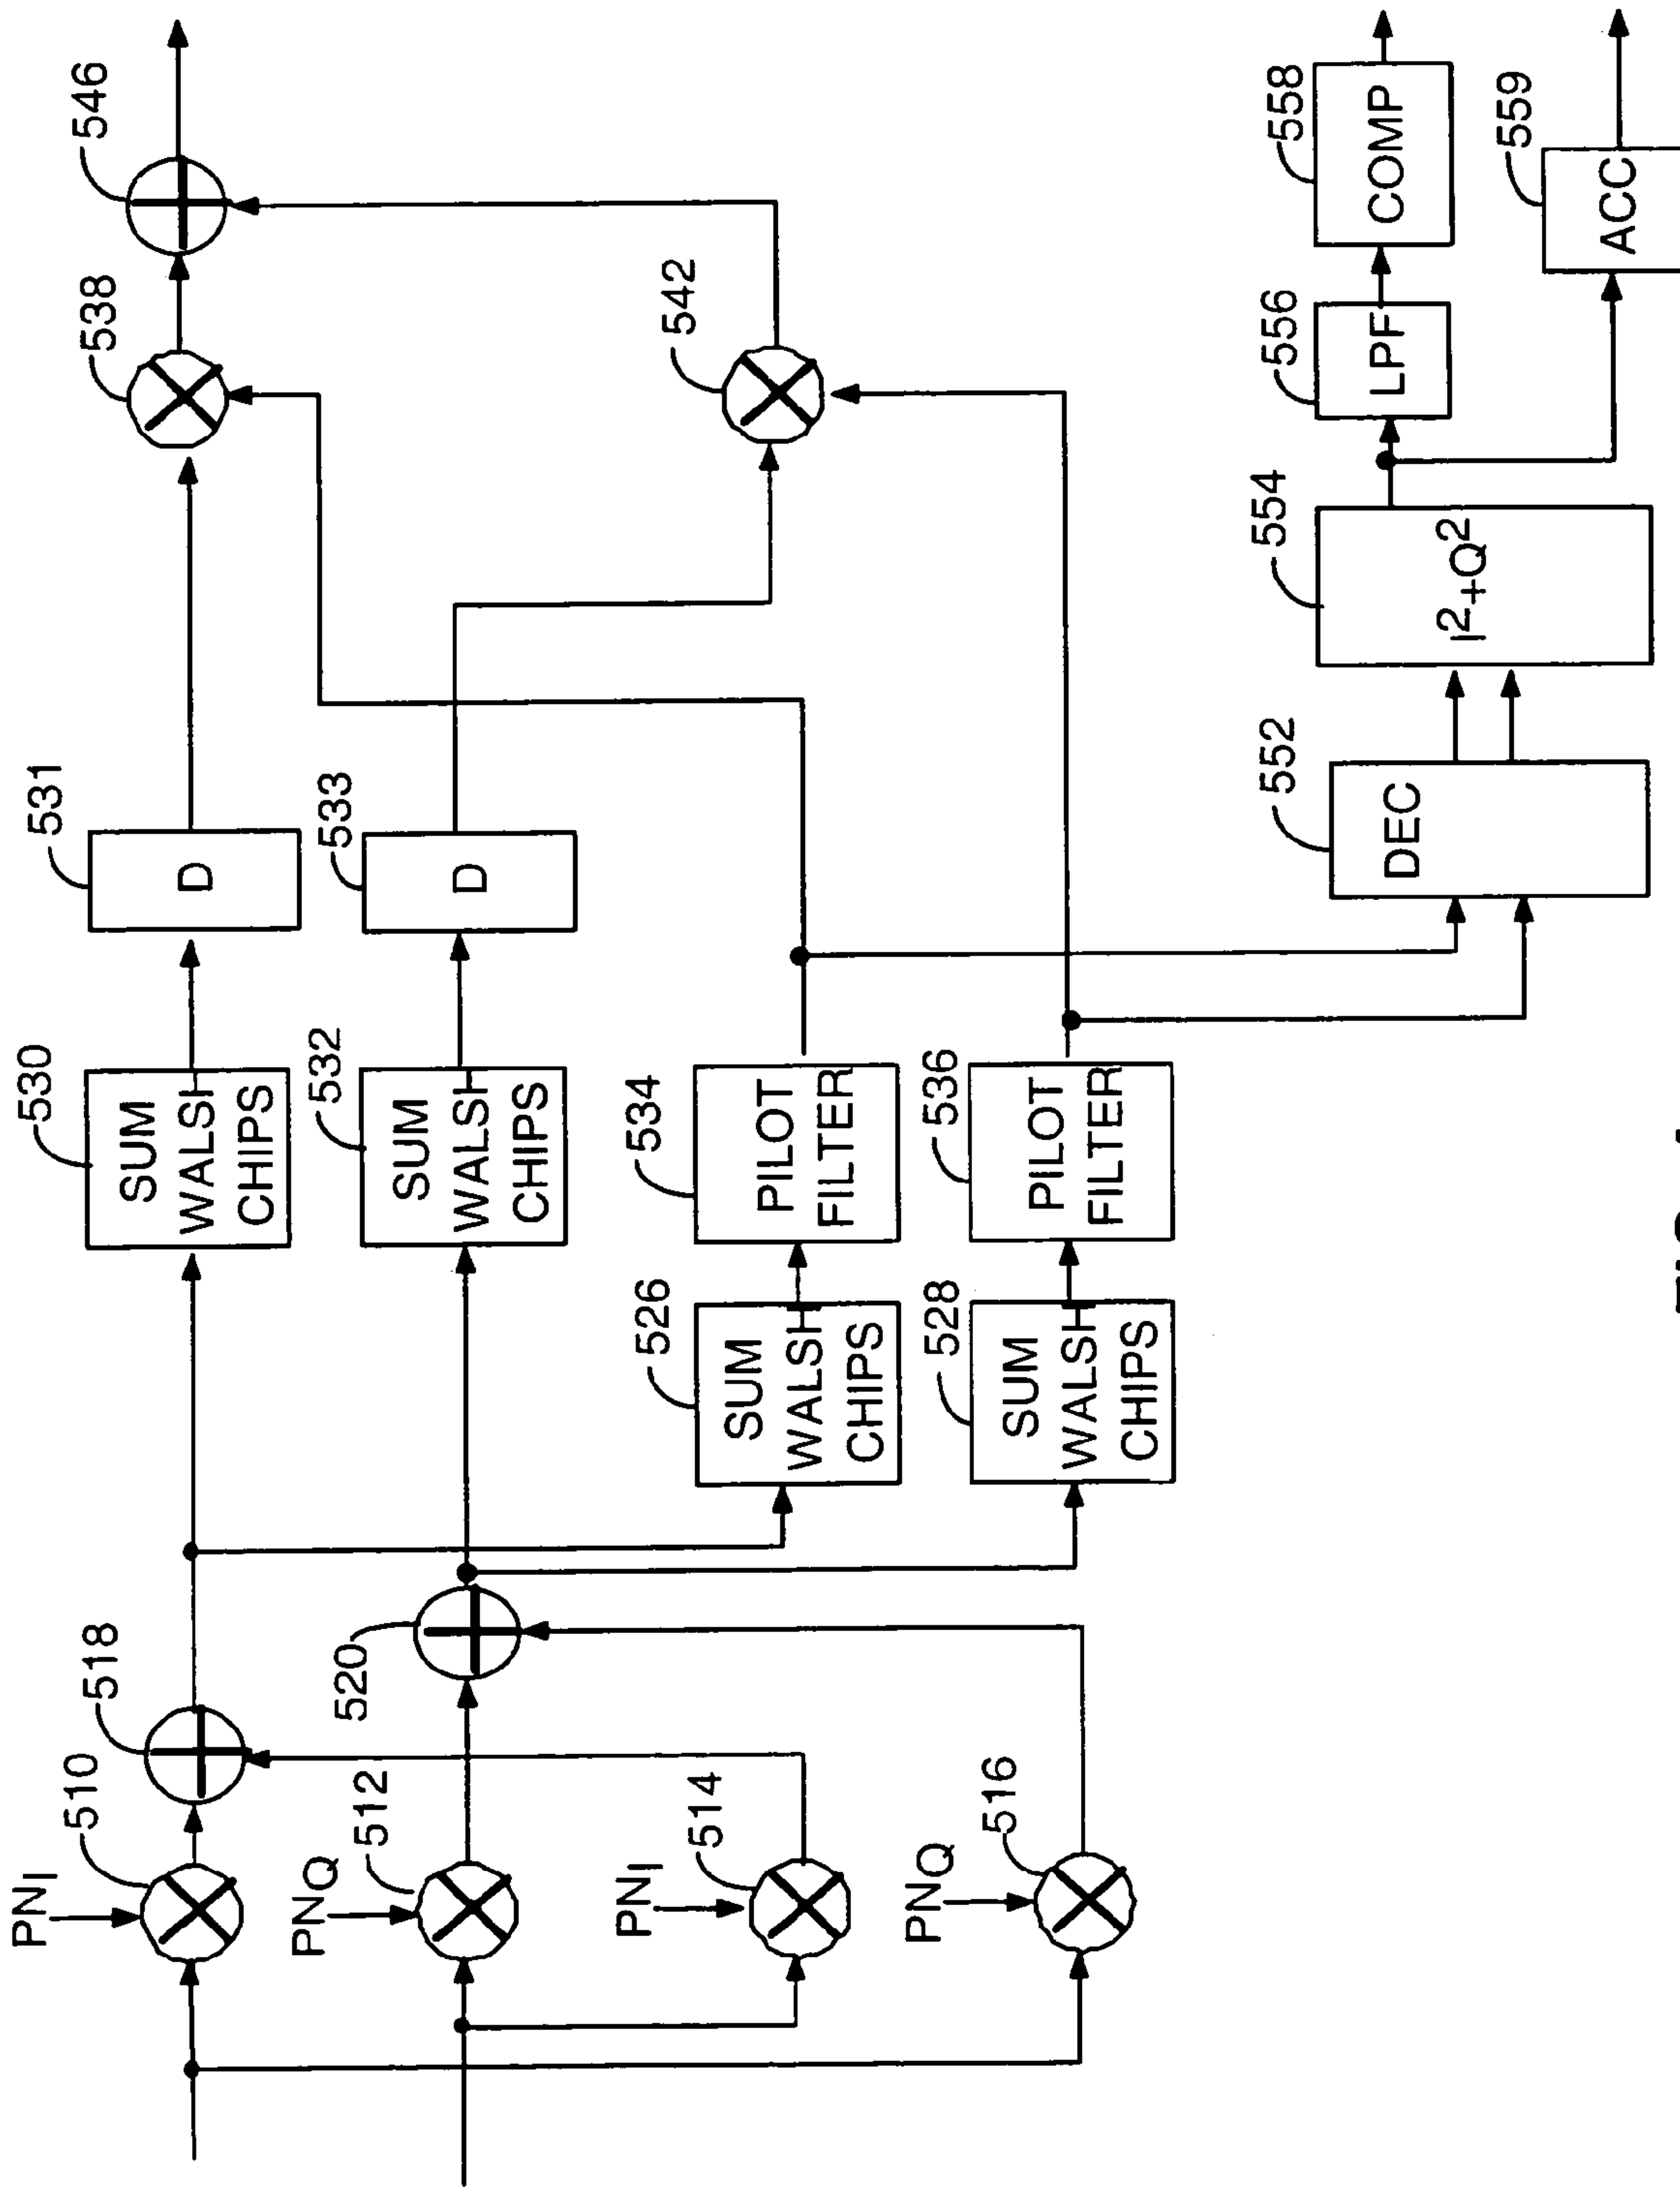 546
538
542
558
COMP
559
ACC
556
LPF
554
I²+Q²
552
DEC
531
D
533
D
530
SUM
WALSH
CHIPS
532
SUM
WALSH
CHIPS
534
PILOT
FILTER
536
PILOT
FILTER
526
SUM
WALSH
CHIPS
528
SUM
WALSH
CHIPS
518
520
510
PNI
512
PNQ
514
PNI
516
PNQ